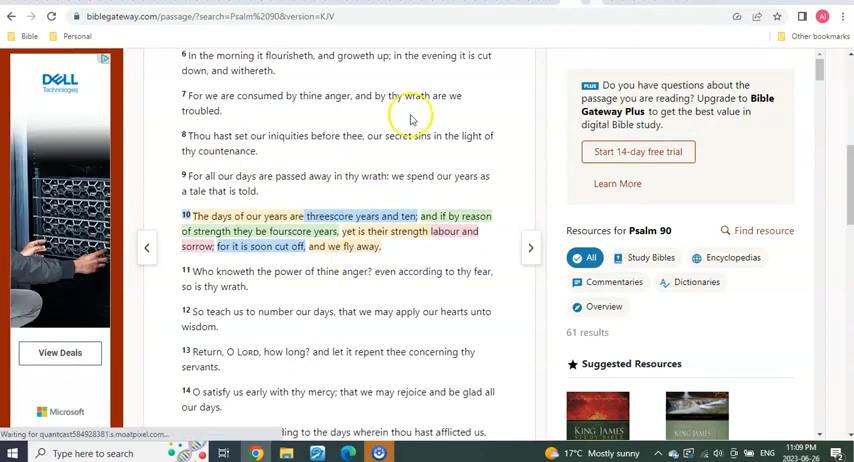 biblegateway.com/passage/?search=Psalm%2090&version=KJV
Al
Bible
Personal
Other bookmarks
DELL
Technologies
View Deals
Microsoft
6 In the morning it flourisheth, and groweth up; in the evening it is cut
down, and withereth.
7 For we are consumed by thine anger, and by thy wrath are we
troubled.
8 Thou hast set our iniquities before thee, our secret sins in the light of
thy countenance.
9 For all our days are passed away in thy wrath: we spend our years as
a tale that is told.
10 The days of our years are threescore years and ten; and if by reason
of strength they be fourscore years, yet is their strength labour and
sorrow; for it is soon cut off, and we fly away.
11 Who knoweth the power of thine anger? even according to thy fear,
so is thy wrath.
12 So teach us to number our days, that we may apply our hearts unto
wisdom.
13 Return, O LORD, how long? and let it repent thee concerning thy
servants.
14 O satisfy us early with thy mercy; that we may rejoice and be glad all
our days.
ding to the days wherein thou hast afflicted us,
PLUS Do you have questions about the
passage you are reading? Upgrade to Bible
Gateway Plus to get the best value in
digital Bible study.
Start 14-day free trial
Learn More
Resources for Psalm 90
Find resource
All
Study Bibles
Encyclopedias
Commentaries
Dictionaries
Overview
61 results
Suggested Resources
KING JAMES
KING JAMES
Waiting for quantcast584928381.s.moatpixel.com...
Type here to search
17°C Mostly sunny
ENG
11:09 PM
2023-06-26
2